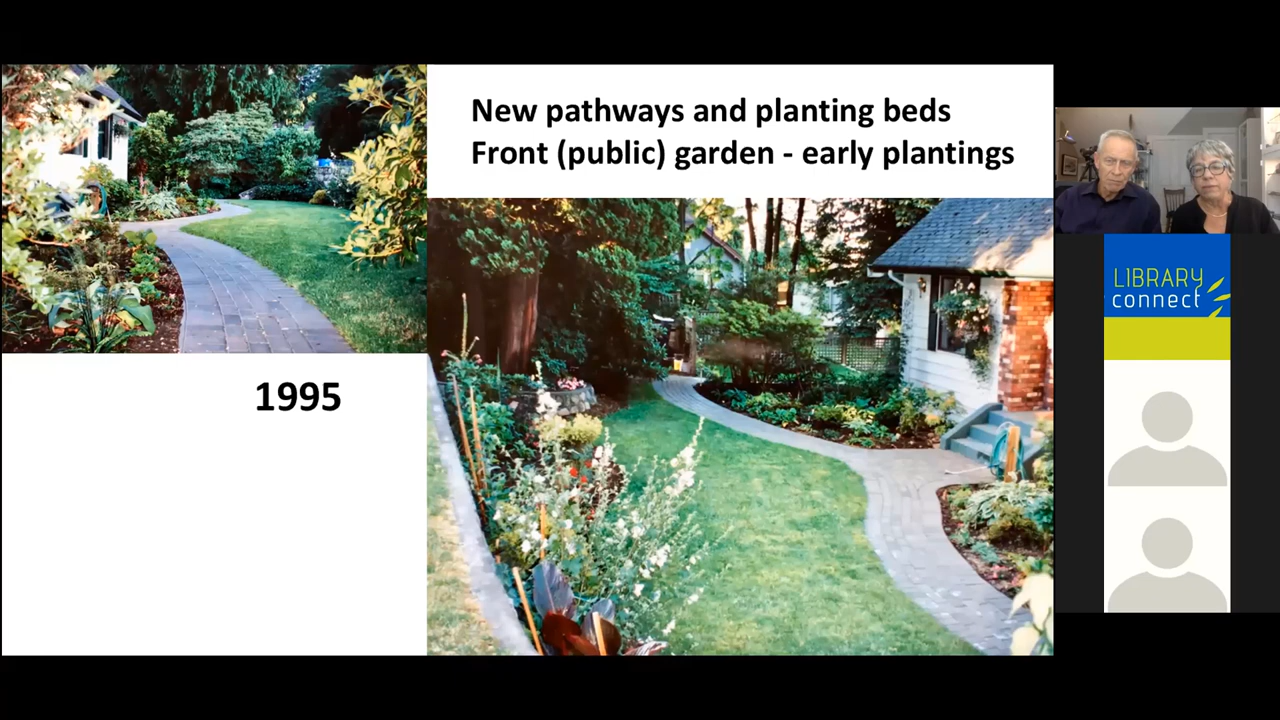 New pathways and planting beds
Front (public) garden - early plantings
1995
LIBRARY
connect